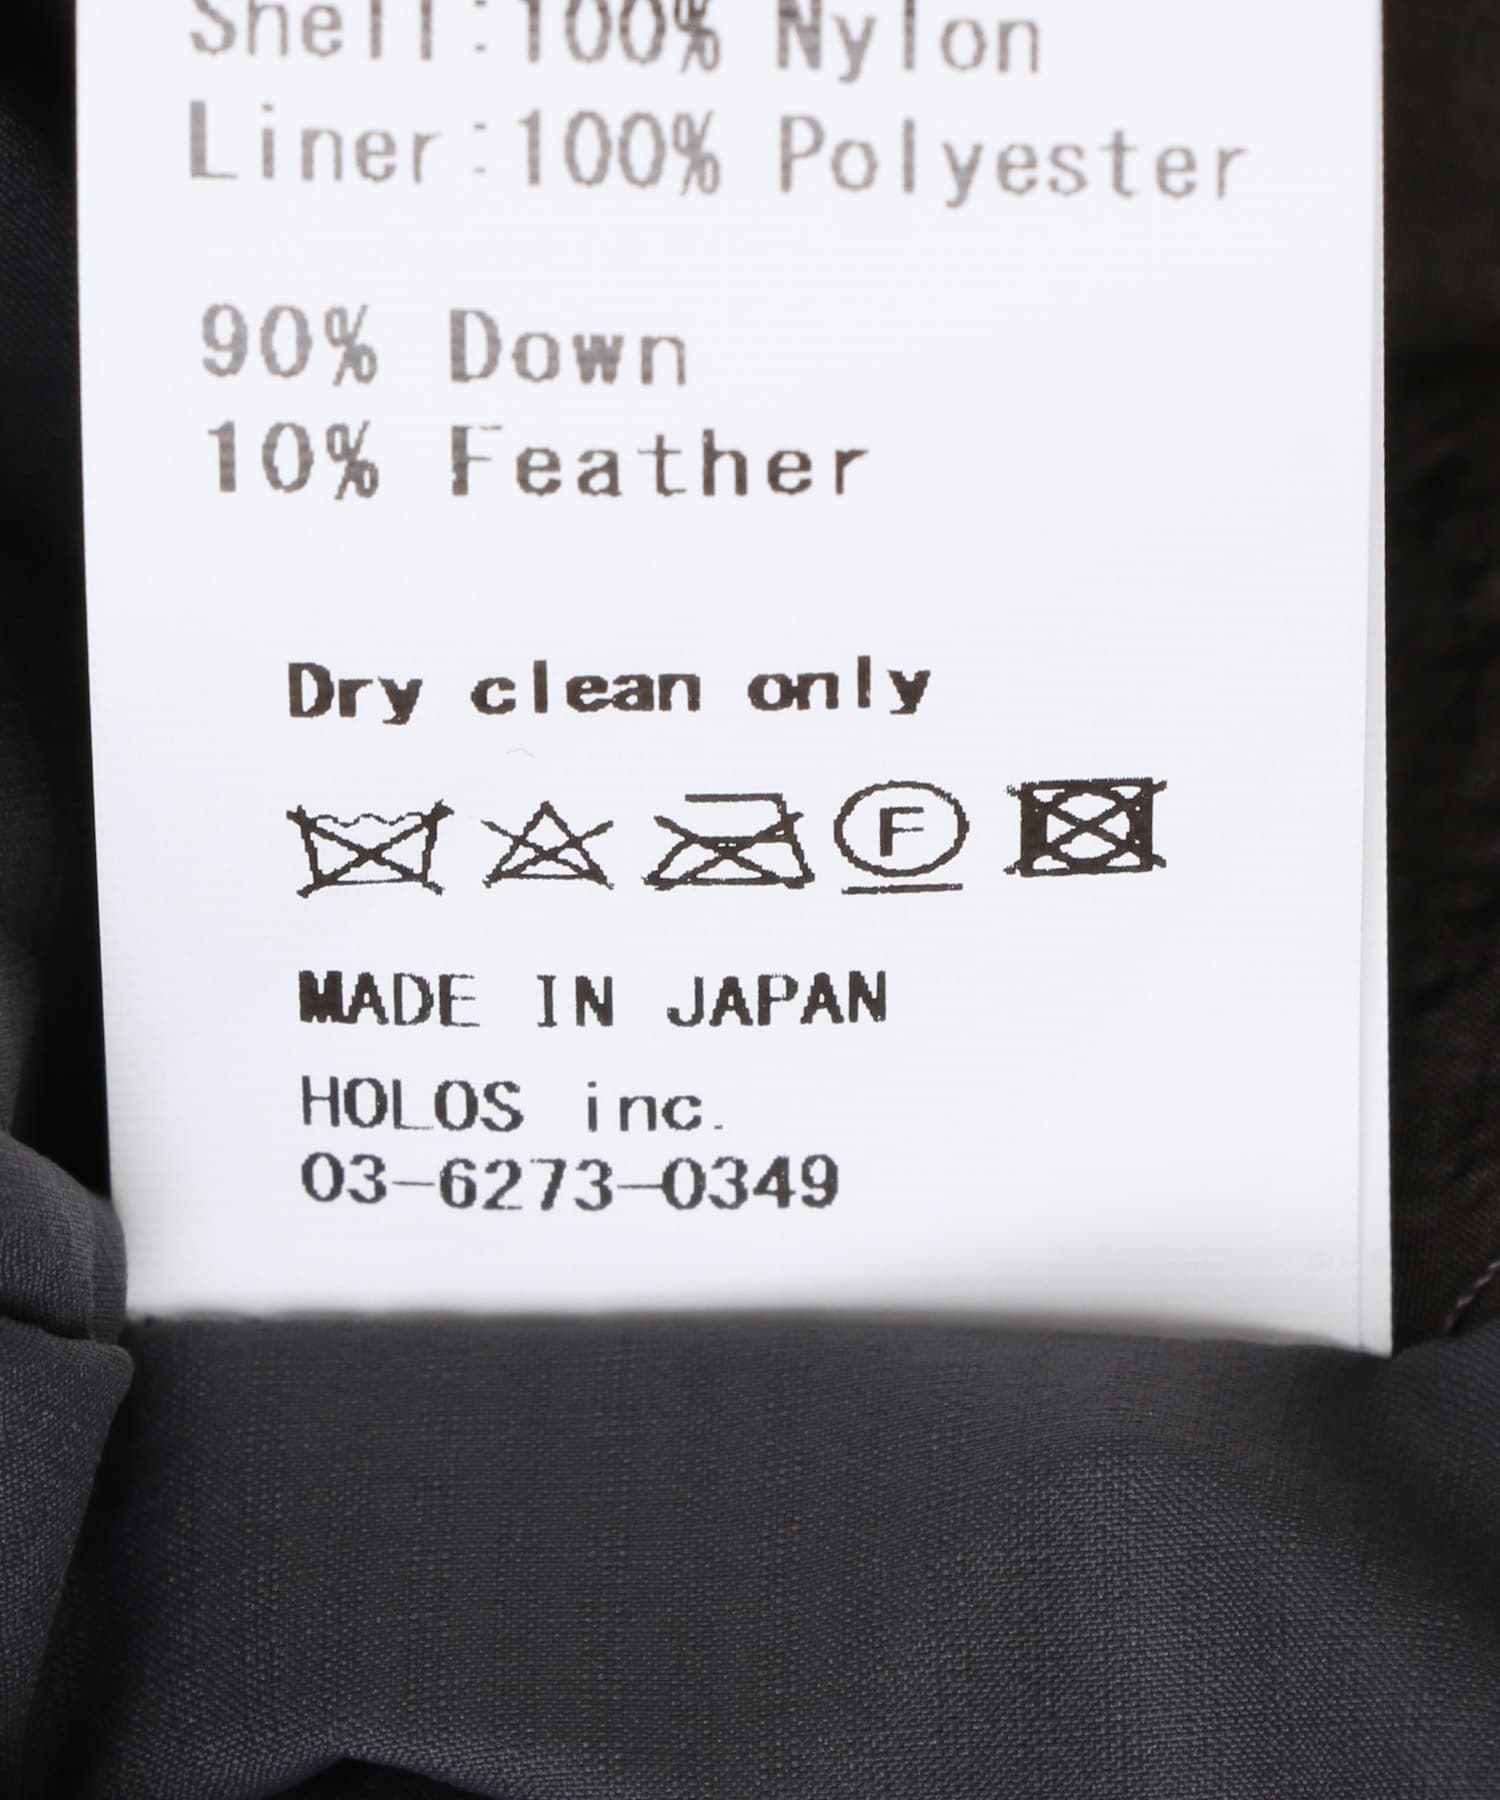 Shell:100% Nylon
Liner:100% Polyester
90% Down
10% Feather
Dry clean only
F
MADE IN JAPAN
HOLOS inc.
03-6273-0349